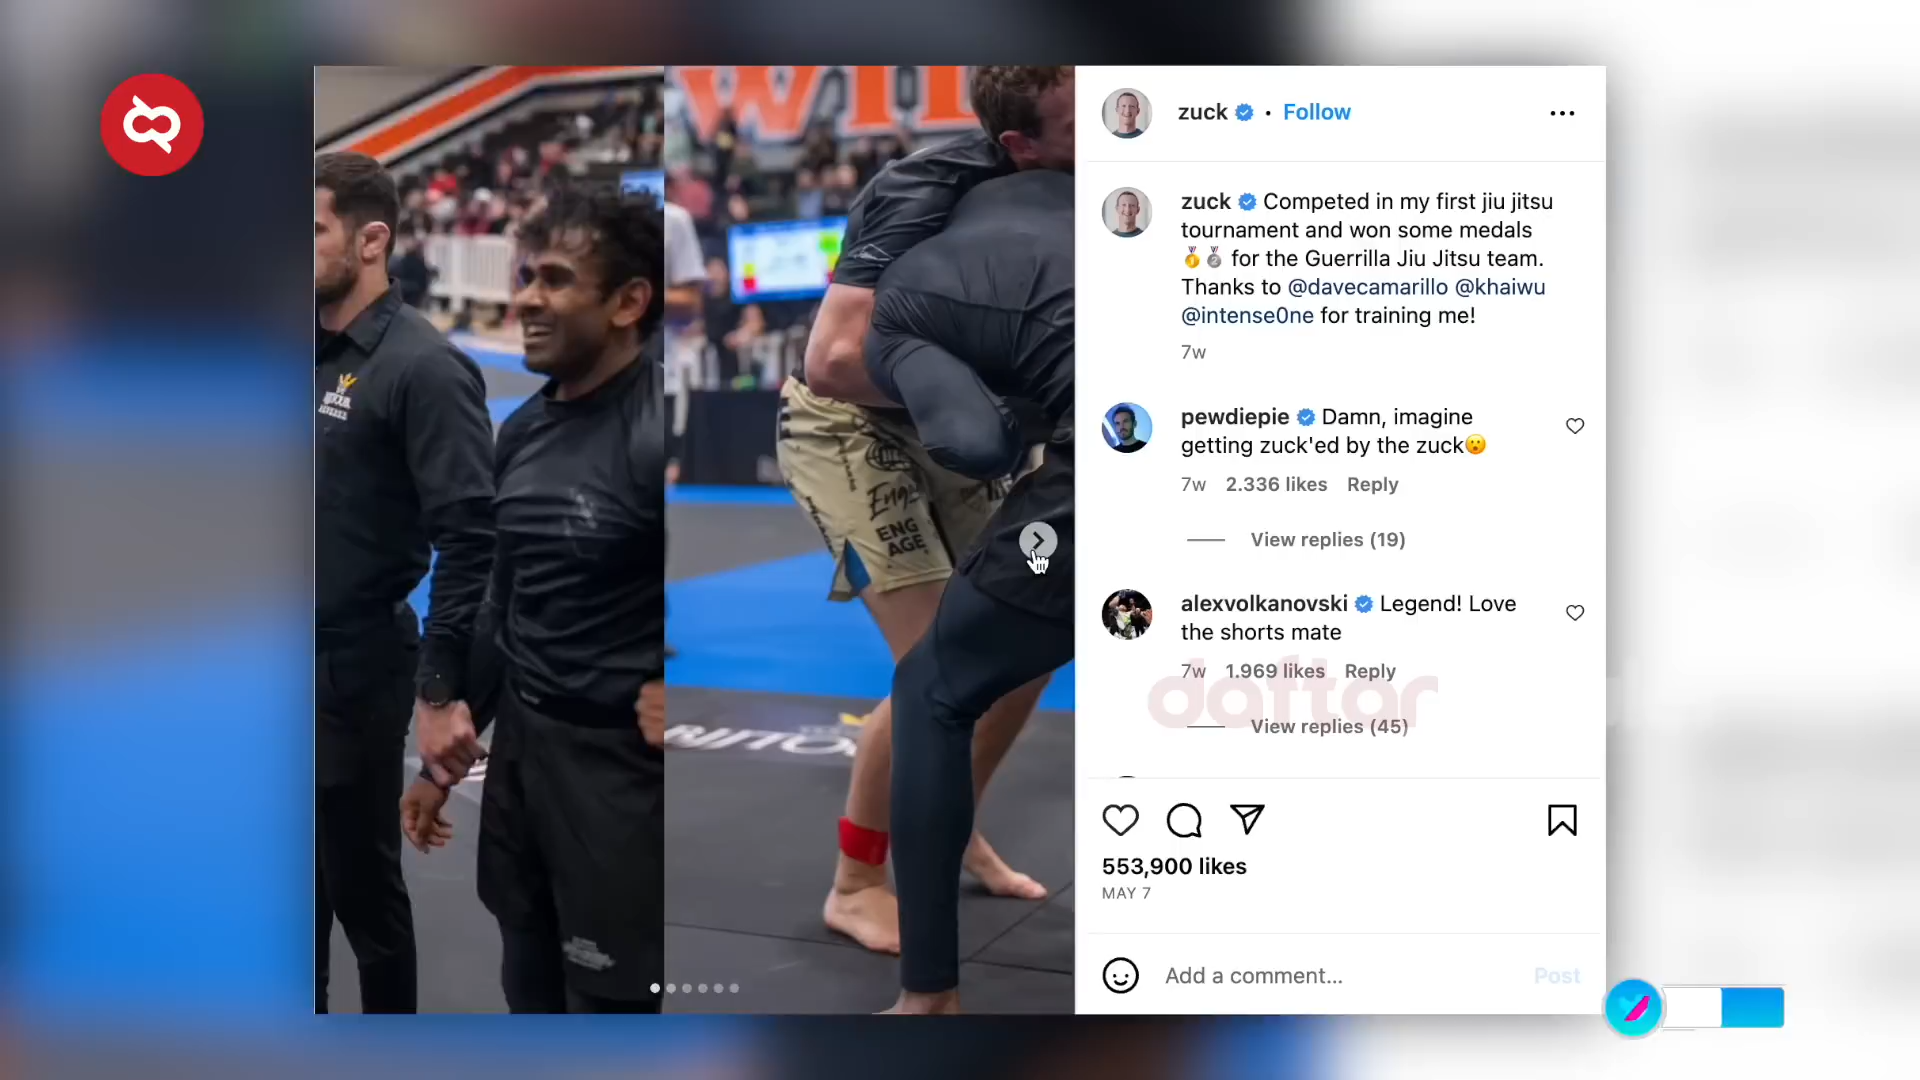 zuck • Follow
zuck Competed in my first jiu jitsu
tournament and won some medals
🥇🥈 for the Guerrilla Jiu Jitsu team.
Thanks to @davecamarillo @khaiwu
@intense0ne for training me!
7w
pewdiepie Damn, imagine
getting zuck'ed by the zuck😮
7w 2.336 likes Reply
View replies (19)
alexvolkanovski Legend! Love
the shorts mate
7w 1.969 likes Reply
daftar
View replies (45)
553,900 likes
MAY 7
Add a comment... Post
ENG
AGE